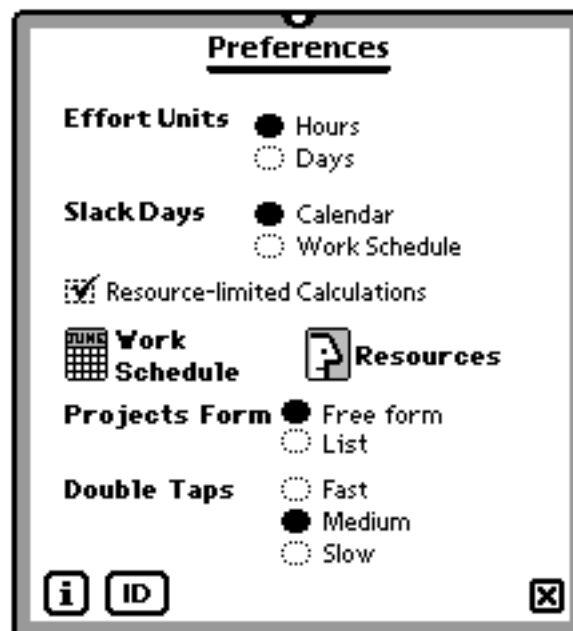 Preferences
Effort Units
Hours
Days
Slack Days
Calendar
Work Schedule
Resource-limited Calculations
JUNE
Work
Schedule
Resources
Projects Form
Free form
List
Double Taps
Fast
Medium
Slow
i
ID